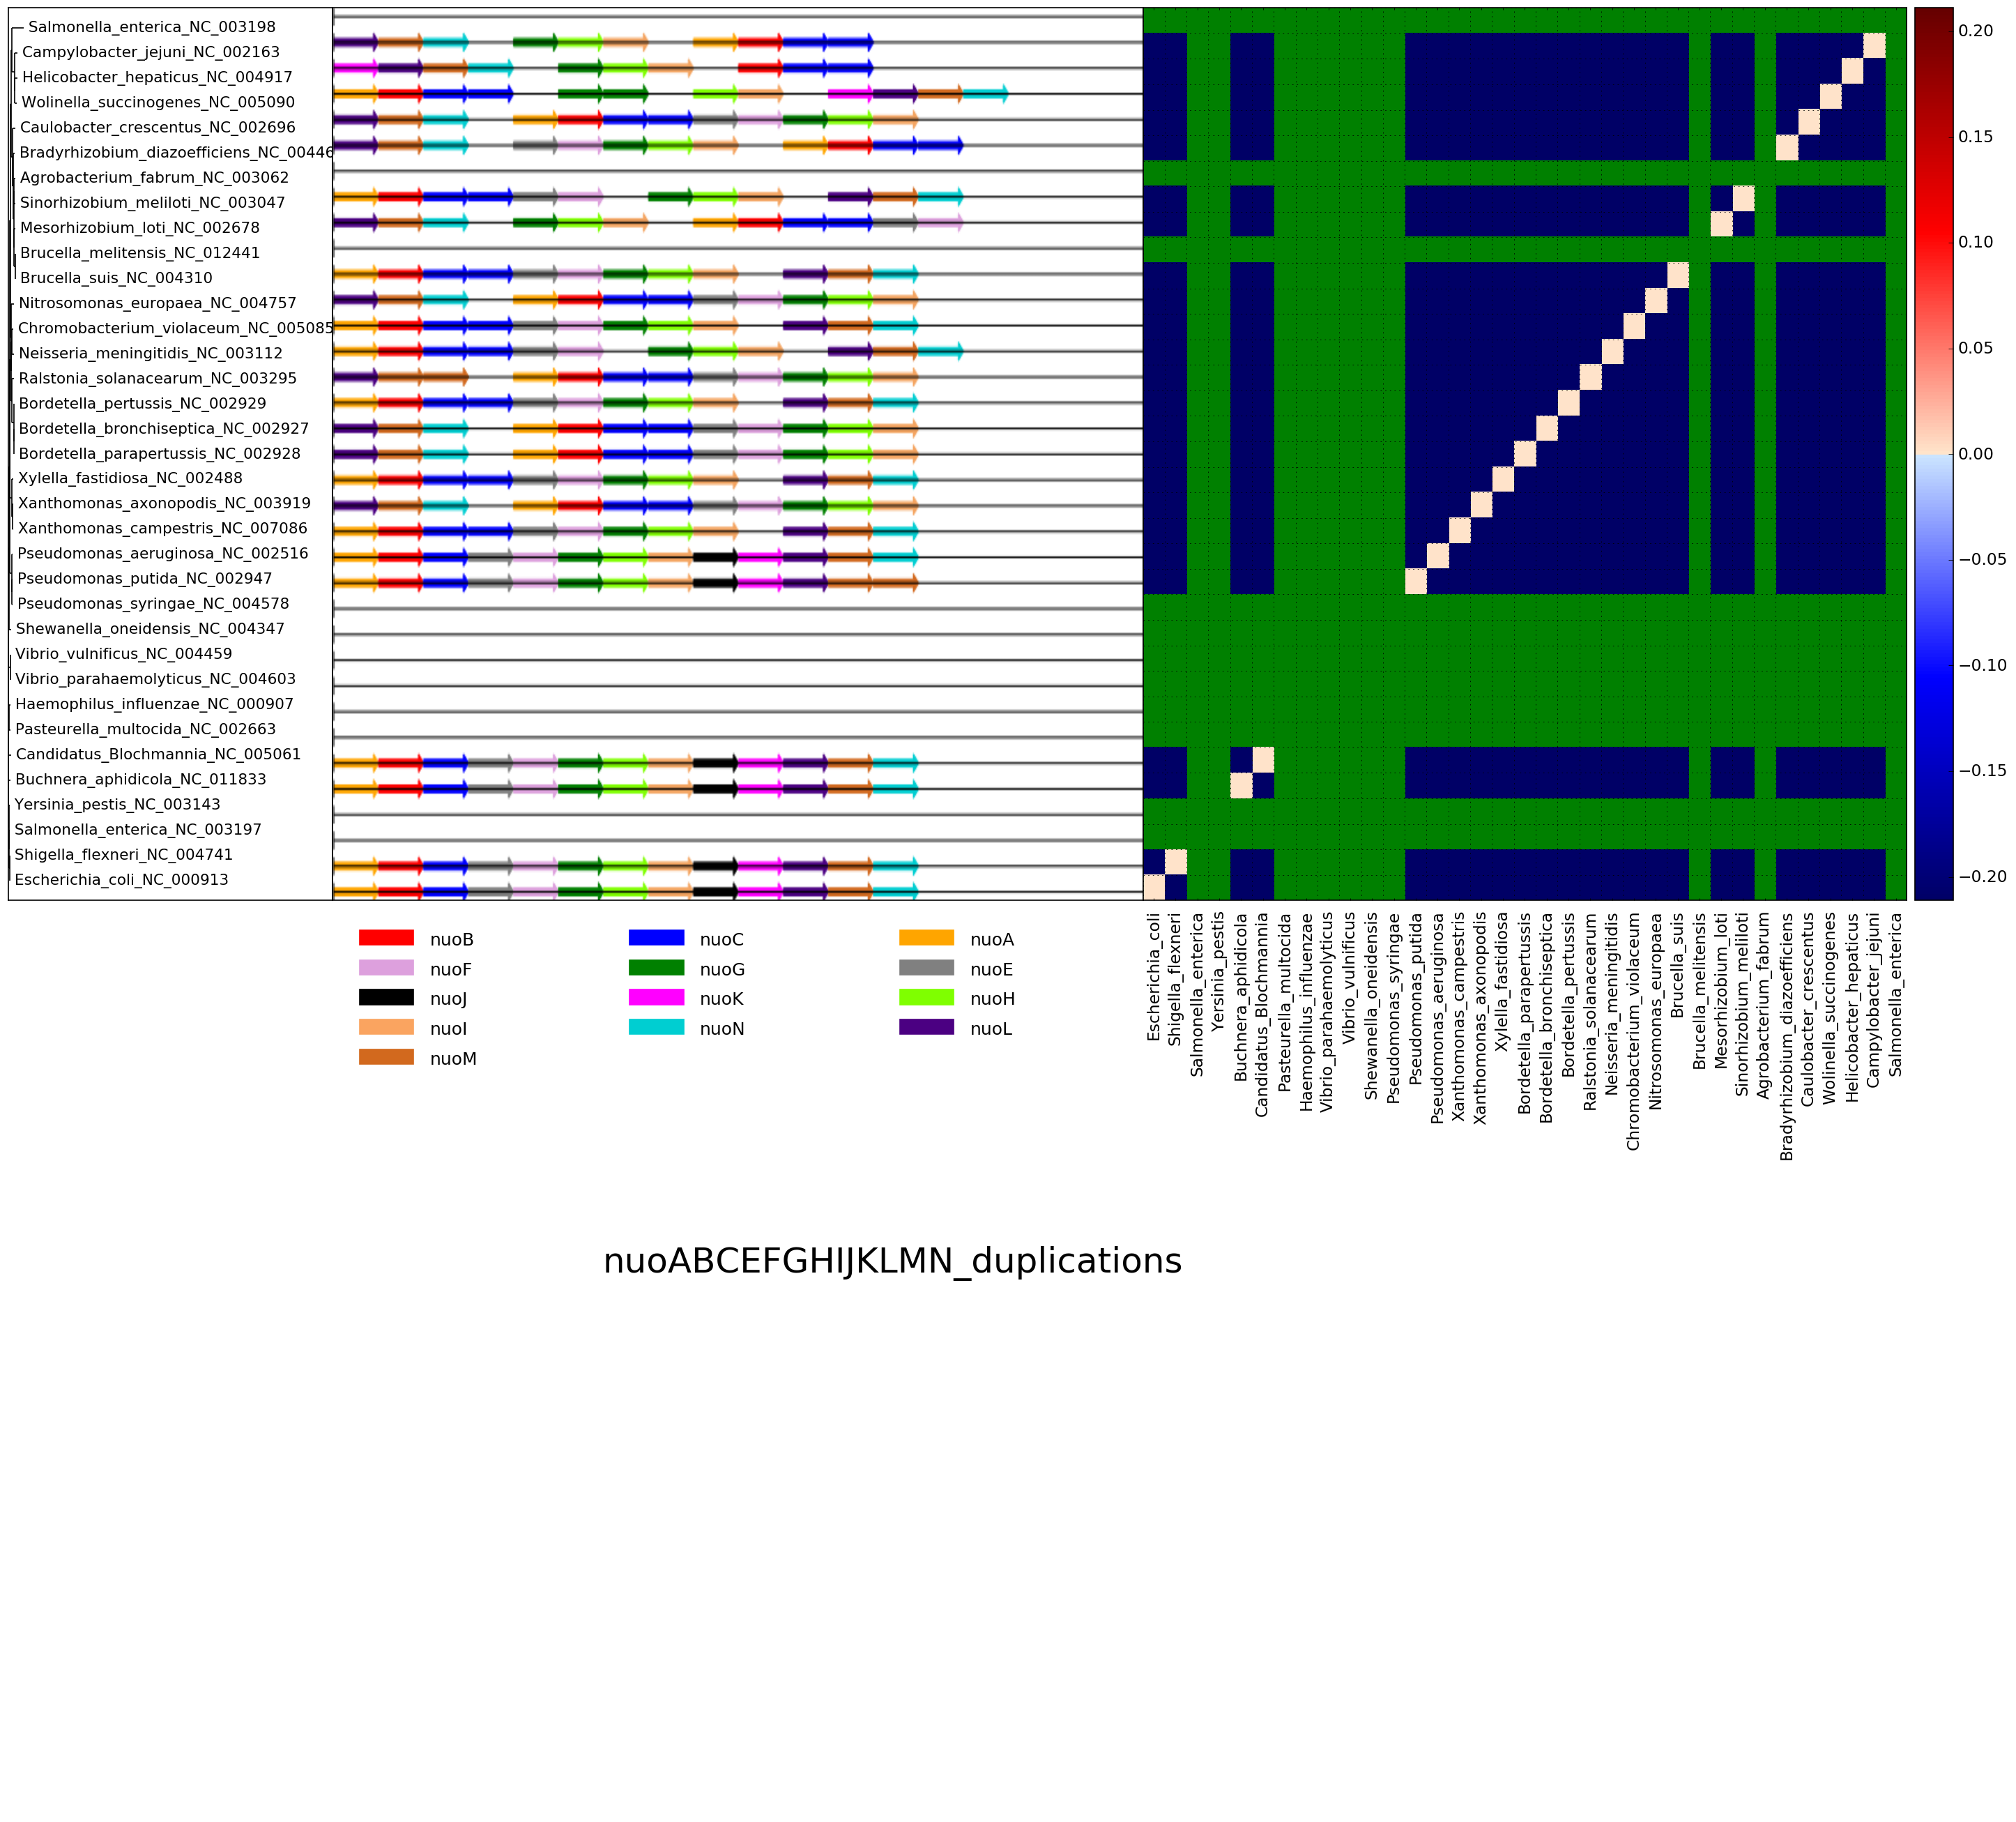 Salmonella_enterica_NC_003198
Campylobacter_jejuni_NC_002163
Helicobacter_hepaticus_NC_004917
Wolinella_succinogenes_NC_005090
Caulobacter_crescentus_NC_002696
Bradyrhizobium_diazoefficiens_NC_00446
Agrobacterium_fabrum_NC_003062
Sinorhizobium_meliloti_NC_003047
Mesorhizobium_loti_NC_002678
Brucella_melitensis_NC_012441
Brucella_suis_NC_004310
Nitrosomonas_europaea_NC_004757
Chromobacterium_violaceum_NC_005085
Neisseria_meningitidis_NC_003112
Ralstonia_solanacearum_NC_003295
Bordetella_pertussis_NC_002929
Bordetella_bronchiseptica_NC_002927
Bordetella_parapertussis_NC_002928
Xylella_fastidiosa_NC_002488
Xanthomonas_axonopodis_NC_003919
Xanthomonas_campestris_NC_007086
Pseudomonas_aeruginosa_NC_002516
Pseudomonas_putida_NC_002947
Pseudomonas_syringae_NC_004578
Shewanella_oneidensis_NC_004347
Vibrio_vulnificus_NC_004459
Vibrio_parahaemolyticus_NC_004603
Haemophilus_influenzae_NC_000907
Pasteurella_multocida_NC_002663
Candidatus_Blochmannia_NC_005061
Buchnera_aphidicola_NC_011833
Yersinia_pestis_NC_003143
Salmonella_enterica_NC_003197
Shigella_flexneri_NC_004741
Escherichia_coli_NC_000913
0.20
0.15
0.10
0.05
0.00
−0.05
−0.10
−0.15
−0.20
Escherichia_coli
Shigella_flexneri
Salmonella_enterica
Yersinia_pestis
Buchnera_aphidicola
Candidatus_Blochmannia
Pasteurella_multocida
Haemophilus_influenzae
Vibrio_parahaemolyticus
Vibrio_vulnificus
Shewanella_oneidensis
Pseudomonas_syringae
Pseudomonas_putida
Pseudomonas_aeruginosa
Xanthomonas_campestris
Xanthomonas_axonopodis
Xylella_fastidiosa
Bordetella_parapertussis
Bordetella_bronchiseptica
Bordetella_pertussis
Ralstonia_solanacearum
Neisseria_meningitidis
Chromobacterium_violaceum
Nitrosomonas_europaea
Brucella_suis
Brucella_melitensis
Mesorhizobium_loti
Sinorhizobium_meliloti
Agrobacterium_fabrum
Bradyrhizobium_diazoefficiens
Caulobacter_crescentus
Wolinella_succinogenes
Helicobacter_hepaticus
Campylobacter_jejuni
Salmonella_enterica
nuoB nuoC nuoA
nuoF nuoG nuoE
nuoJ nuoK nuoH
nuoI nuoN nuoL
nuoM
nuoABCEFGHIJKLMN_duplications